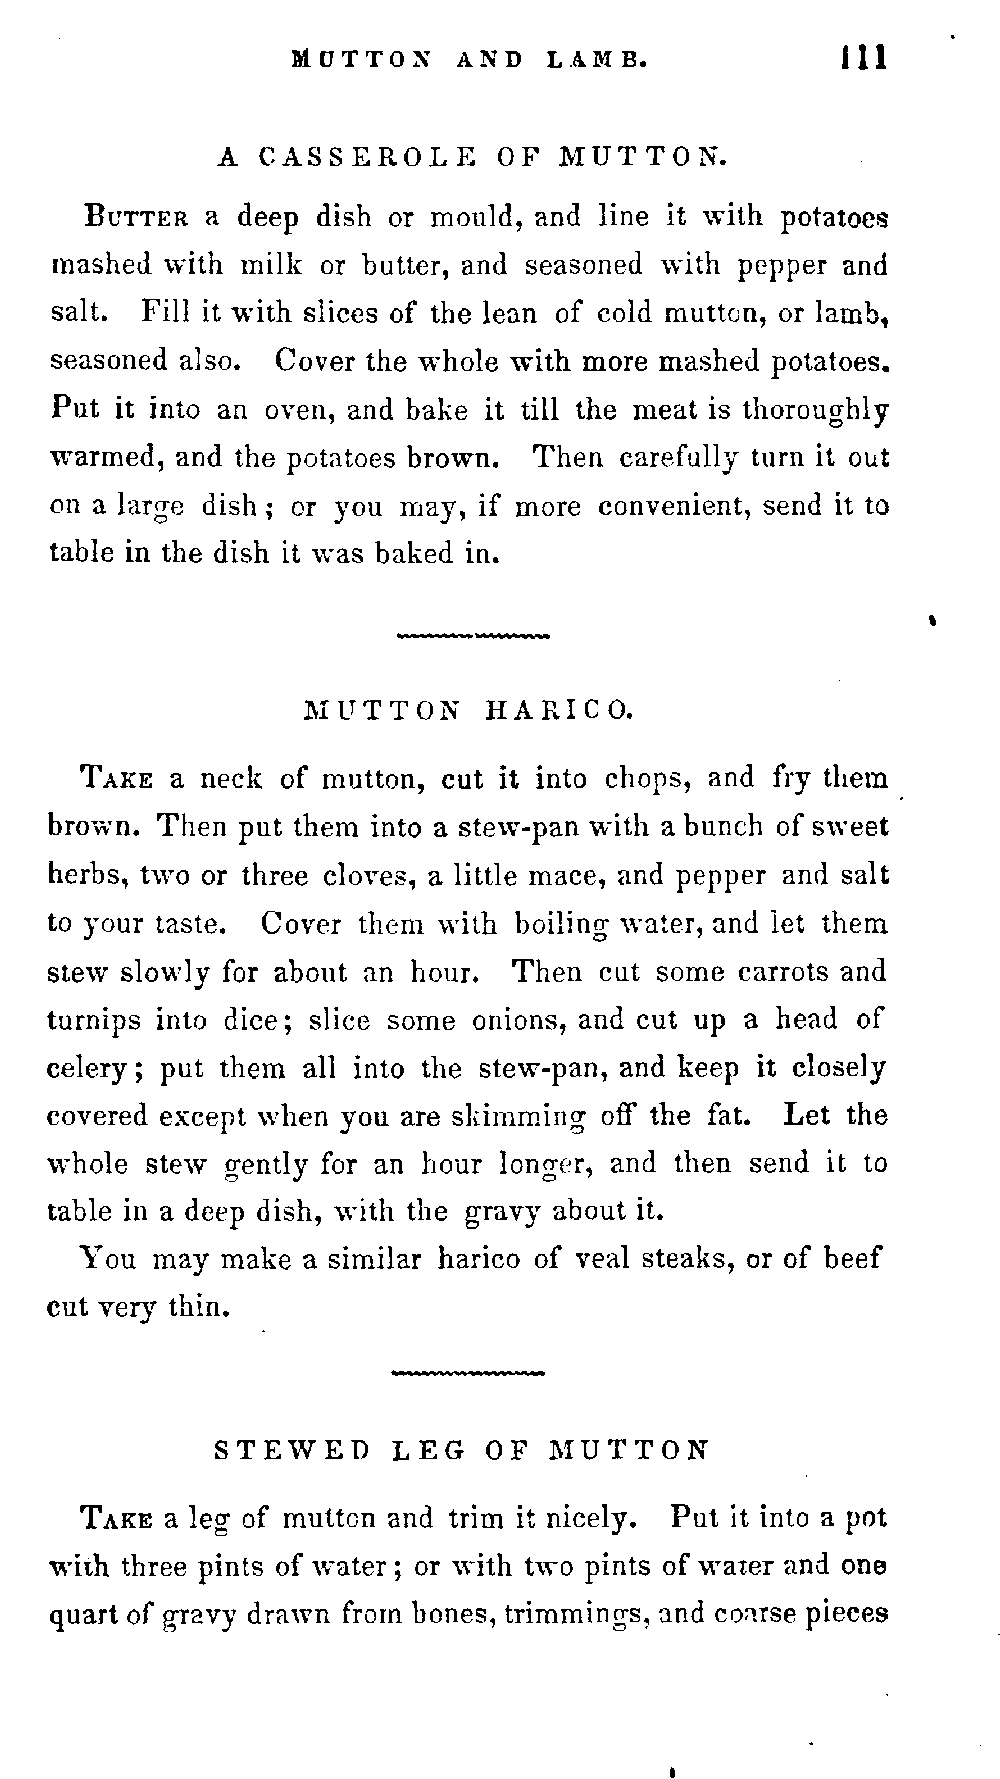 MUTTON AND LAMB. 111
A CASSEROLE OF MUTTON.
BUTTER a deep dish or mould, and line it with potatoes
mashed with milk or butter, and seasoned with pepper and
salt. Fill it with slices of the lean of cold mutton, or lamb,
seasoned also. Cover the whole with more mashed potatoes.
Put it into an oven, and bake it till the meat is thoroughly
warmed, and the potatoes brown. Then carefully turn it out
on a large dish; or you may, if more convenient, send it to
table in the dish it was baked in.
MUTTON HARICO.
TAKE a neck of mutton, cut it into chops, and fry them
brown. Then put them into a stew-pan with a bunch of sweet
herbs, two or three cloves, a little mace, and pepper and salt
to your taste. Cover them with boiling water, and let them
stew slowly for about an hour. Then cut some carrots and
turnips into dice; slice some onions, and cut up a head of
celery; put them all into the stew-pan, and keep it closely
covered except when you are skimming off the fat. Let the
whole stew gently for an hour longer, and then send it to
table in a deep dish, with the gravy about it.
You may make a similar harico of veal steaks, or of beef
cut very thin.
STEWED LEG OF MUTTON
TAKE a leg of mutton and trim it nicely. Put it into a pot
with three pints of water; or with two pints of water and one
quart of gravy drawn from bones, trimmings, and coarse pieces